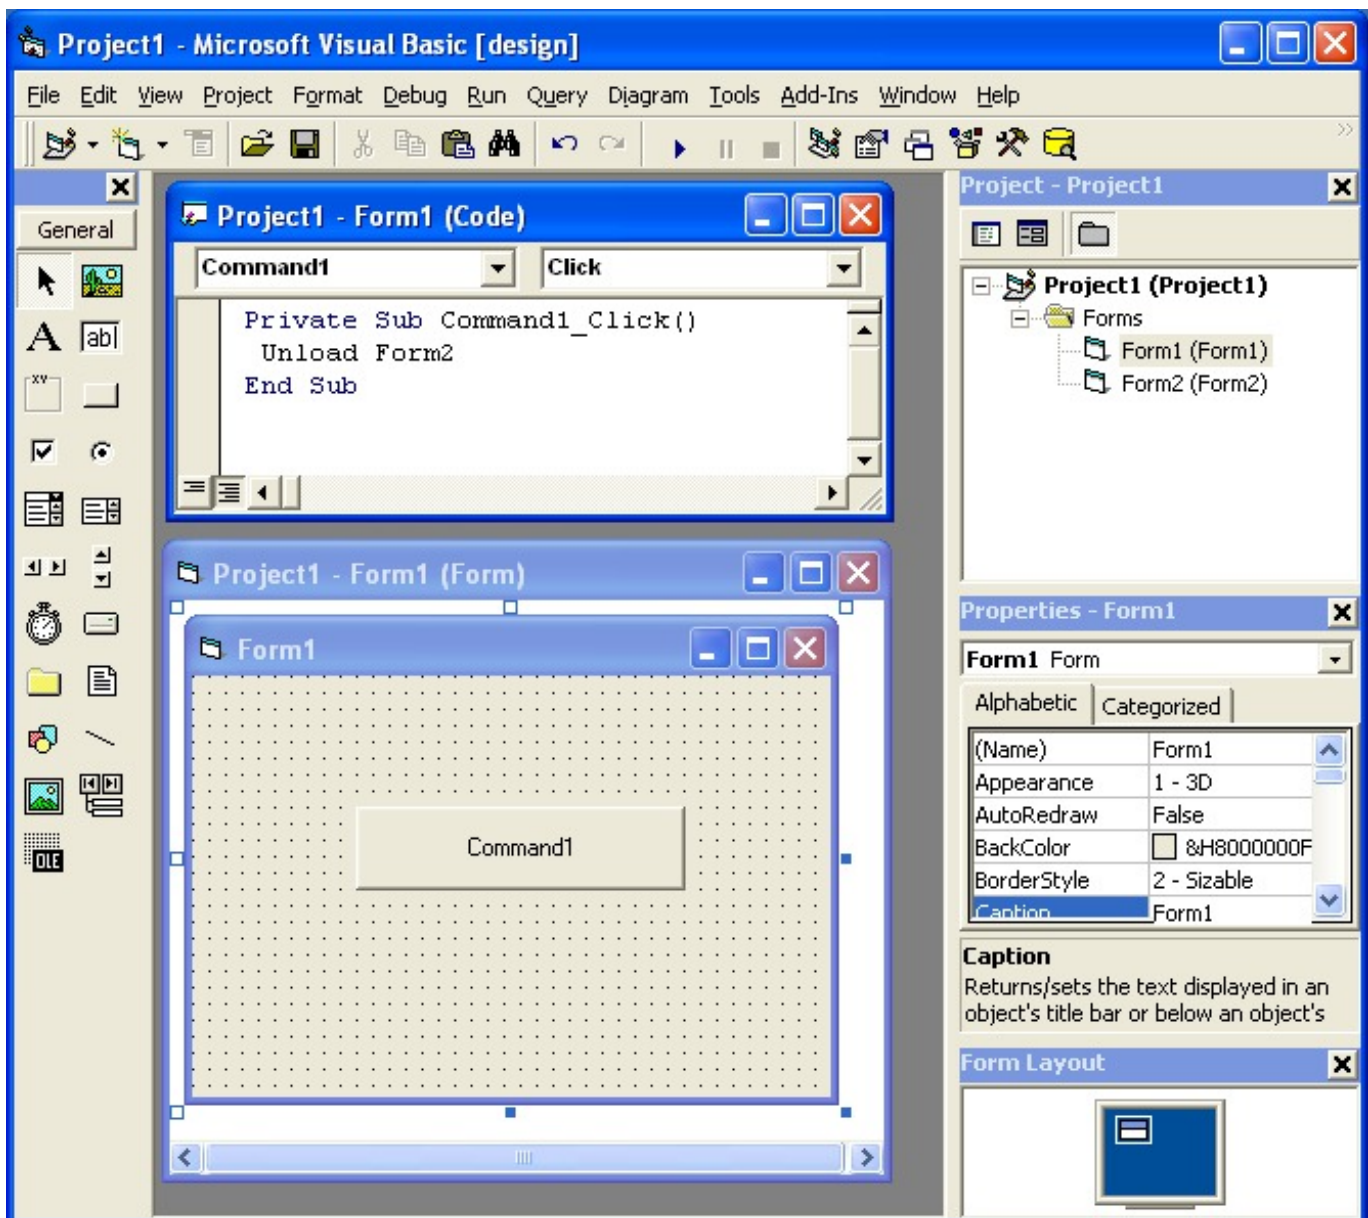 Project1 - Microsoft Visual Basic [design]
File Edit View Project Format Debug Run Query Diagram Tools Add-Ins Window Help
General
A
ab
xy
OLE
Project1 - Form1 (Code)
Command1 Click
Private Sub Command1_Click()
Unload Form2
End Sub
Project1 - Form1 (Form)
Form1
Command1
Project - Project1
Project1 (Project1)
Forms
Form1 (Form1)
Form2 (Form2)
Properties - Form1
Form1 Form
Alphabetic Categorized
(Name) Form1
Appearance 1 - 3D
AutoRedraw False
BackColor &H8000000F
BorderStyle 2 - Sizable
Caption Form1
Caption
Returns/sets the text displayed in an
object's title bar or below an object's
Form Layout